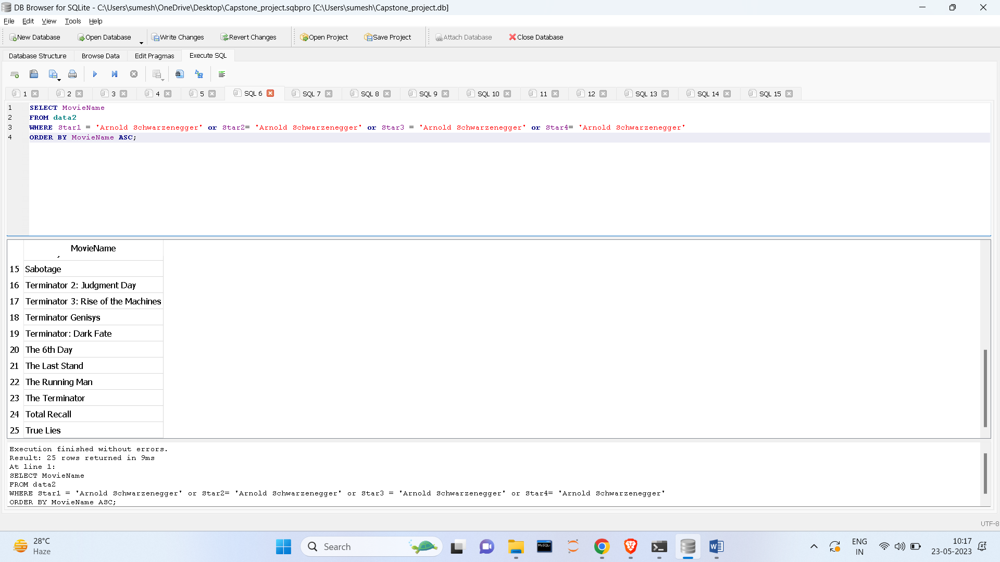 DB Browser for SQLite - C:\Users\sumesh\OneDrive\Desktop\Capstone_project.sqbpro [C:\Users\sumesh\Capstone_project.db]
File Edit View Tools Help
New Database Open Database Write Changes Revert Changes Open Project Save Project Attach Database Close Database
Database Structure Browse Data Edit Pragmas Execute SQL
1 2 3 4 5 SQL 6 SQL 7 SQL 8 SQL 9 SQL 10 11 12 SQL 13 SQL 14 SQL 15
1 SELECT MovieName
2 FROM data2
3 WHERE Star1 = 'Arnold Schwarzenegger' or Star2= 'Arnold Schwarzenegger' or Star3 = 'Arnold Schwarzenegger' or Star4= 'Arnold Schwarzenegger'
4 ORDER BY MovieName ASC;
MovieName
15 Sabotage
16 Terminator 2: Judgment Day
17 Terminator 3: Rise of the Machines
18 Terminator Genisys
19 Terminator: Dark Fate
20 The 6th Day
21 The Last Stand
22 The Running Man
23 The Terminator
24 Total Recall
25 True Lies
Execution finished without errors.
Result: 25 rows returned in 9ms
At line 1:
SELECT MovieName
FROM data2
WHERE Star1 = 'Arnold Schwarzenegger' or Star2= 'Arnold Schwarzenegger' or Star3 = 'Arnold Schwarzenegger' or Star4= 'Arnold Schwarzenegger'
ORDER BY MovieName ASC;
UTF-8
28°C
Haze
Search
MySQL
ENG
IN
10:17
23-05-2023